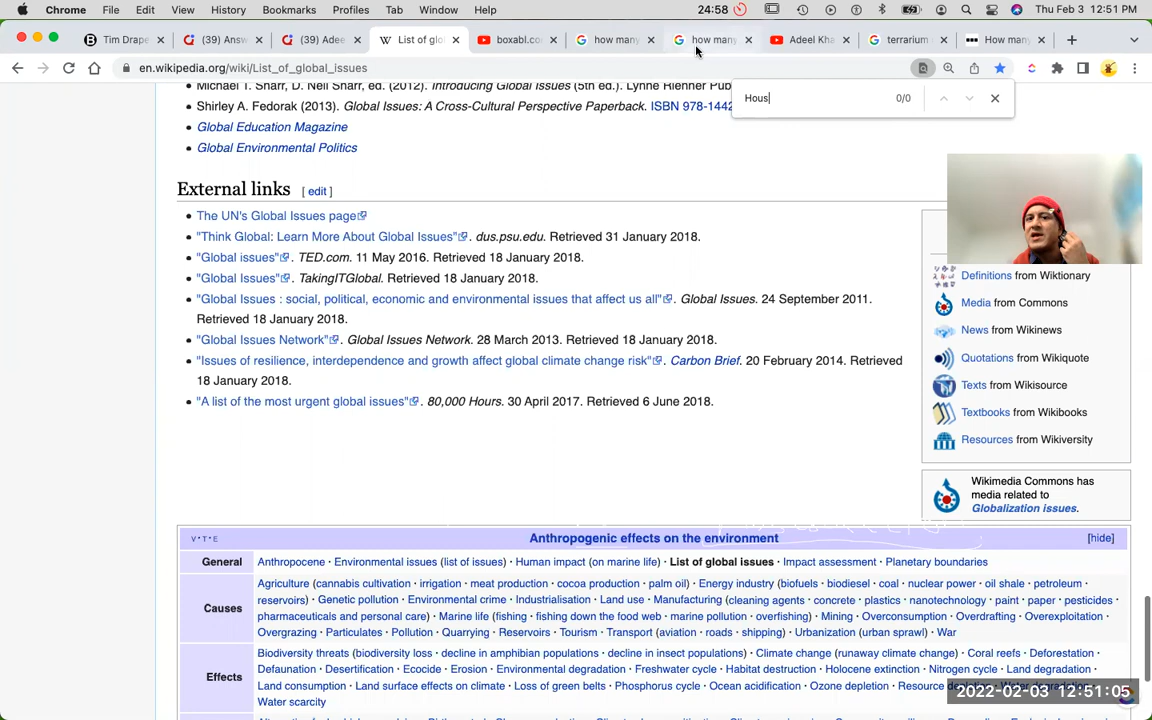 Chrome File Edit View History Bookmarks Profiles Tab Window Help 24:58 Thu Feb 3 12:51 PM
Tim Drape (39) Answ (39) Adee List of glo boxabl.co how many how many Adeel Kha terrarium How many
en.wikipedia.org/wiki/List_of_global_issues
Hous 0/0
Michael T. Snarr, D. Neil Snarr, ed. (2012). Introducing Global Issues (5th ed.). Lynne Rienner Pub
Shirley A. Fedorak (2013). Global Issues: A Cross-Cultural Perspective Paperback. ISBN 978-1442
Global Education Magazine
Global Environmental Politics
External links [ edit ]
The UN's Global Issues page
"Think Global: Learn More About Global Issues". dus.psu.edu. Retrieved 31 January 2018.
"Global issues". TED.com. 11 May 2016. Retrieved 18 January 2018.
"Global Issues". TakingITGlobal. Retrieved 18 January 2018.
"Global Issues : social, political, economic and environmental issues that affect us all". Global Issues. 24 September 2011.
Retrieved 18 January 2018.
"Global Issues Network". Global Issues Network. 28 March 2013. Retrieved 18 January 2018.
"Issues of resilience, interdependence and growth affect global climate change risk". Carbon Brief. 20 February 2014. Retrieved
18 January 2018.
"A list of the most urgent global issues". 80,000 Hours. 30 April 2017. Retrieved 6 June 2018.
Definitions from Wiktionary
Media from Commons
News from Wikinews
Quotations from Wikiquote
Texts from Wikisource
Textbooks from Wikibooks
Resources from Wikiversity
Wikimedia Commons has
media related to
Globalization issues.
V·T·E Anthropogenic effects on the environment [hide]
General Anthropocene · Environmental issues (list of issues) · Human impact (on marine life) · List of global issues · Impact assessment · Planetary boundaries
Causes
Agriculture (cannabis cultivation · irrigation · meat production · cocoa production · palm oil) · Energy industry (biofuels · biodiesel · coal · nuclear power · oil shale · petroleum ·
reservoirs) · Genetic pollution · Environmental crime · Industrialisation · Land use · Manufacturing (cleaning agents · concrete · plastics · nanotechnology · paint · paper · pesticides ·
pharmaceuticals and personal care) · Marine life (fishing · fishing down the food web · marine pollution · overfishing) · Mining · Overconsumption · Overdrafting · Overexploitation ·
Overgrazing · Particulates · Pollution · Quarrying · Reservoirs · Tourism · Transport (aviation · roads · shipping) · Urbanization (urban sprawl) · War
Effects
Biodiversity threats (biodiversity loss · decline in amphibian populations · decline in insect populations) · Climate change (runaway climate change) · Coral reefs · Deforestation ·
Defaunation · Desertification · Ecocide · Erosion · Environmental degradation · Freshwater cycle · Habitat destruction · Holocene extinction · Nitrogen cycle · Land degradation ·
Land consumption · Land surface effects on climate · Loss of green belts · Phosphorus cycle · Ocean acidification · Ozone depletion · Resource
Water scarcity
2022-02-03 12:51:05